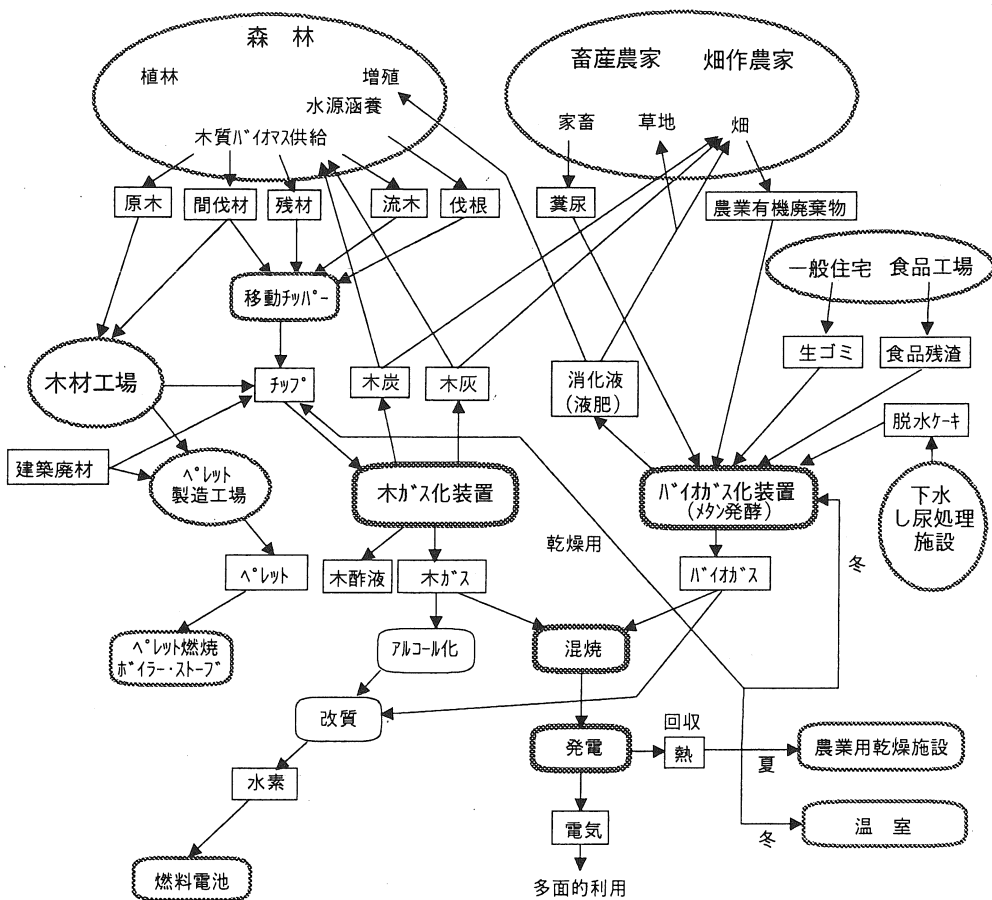 森 林
畜産農家 畑作農家
植林
増殖
水源涵養
木質バイオマス供給
家畜
草地
畑
原木
間伐材
残材
流木
伐根
糞尿
農業有機廃棄物
一般住宅 食品工場
移動チッパー
木材工場
チップ
木炭
木灰
消化液
(液肥)
生ゴミ
食品残渣
脱水ケーキ
建築廃材
ペレット
製造工場
木ガス化装置
バイオガス化装置
(メタン発酵)
下水
し尿処理
施設
乾燥用
冬
ペレット
木酢液
木ガス
バイオガス
ペレット燃焼
ボイラー・ストーブ
アルコール化
混焼
改質
回収
発電
熱
夏
農業用乾燥施設
水素
電気
冬
温 室
燃料電池
多面的利用